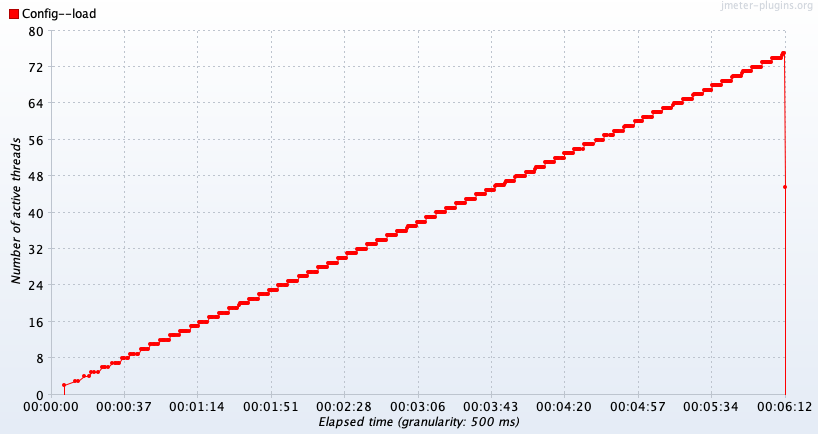 jmeter-plugins.org
Config--load
80
72
64
56
48
40
32
24
16
8
0
Number of active threads
00:00:00 00:00:37 00:01:14 00:01:51 00:02:28 00:03:06 00:03:43 00:04:20 00:04:57 00:05:34 00:06:12
Elapsed time (granularity: 500 ms)